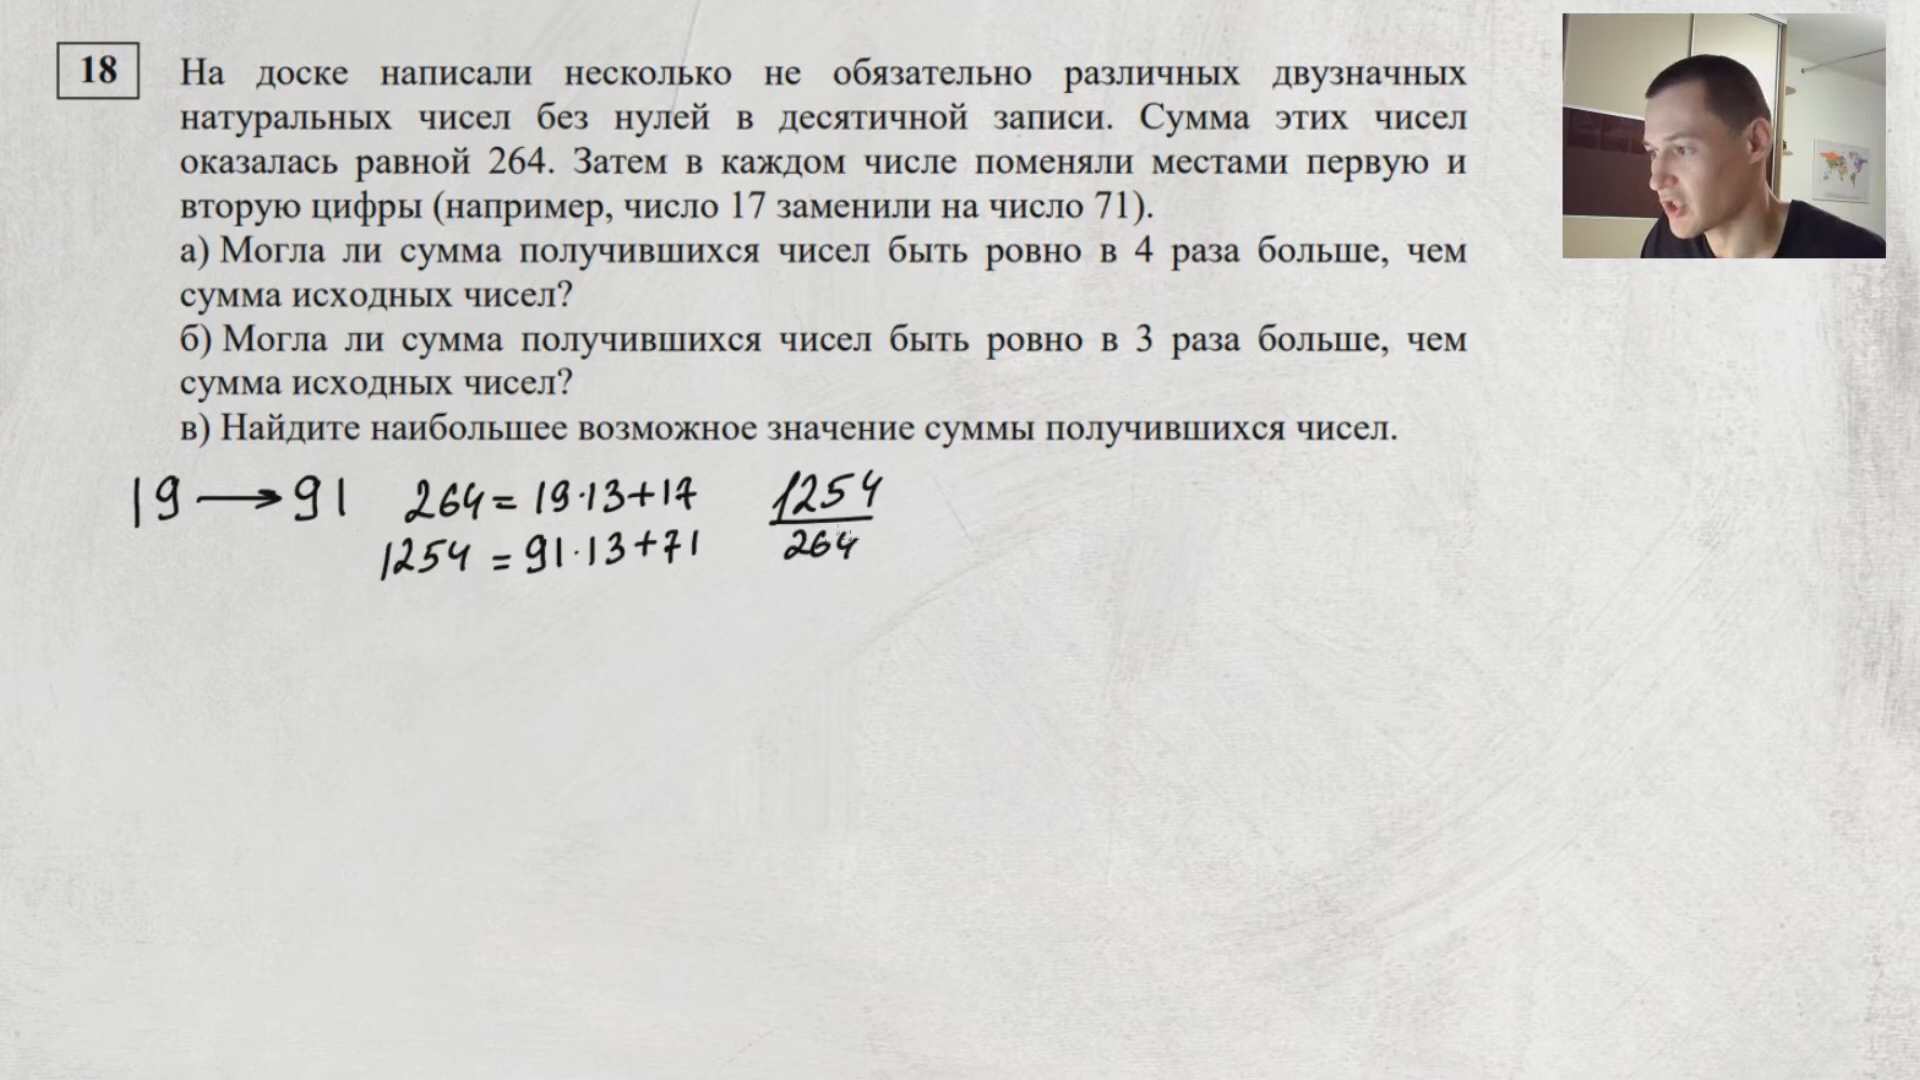 18
На доске написали несколько не обязательно различных двузначных
натуральных чисел без нулей в десятичной записи. Сумма этих чисел
оказалась равной 264. Затем в каждом числе поменяли местами первую и
вторую цифры (например, число 17 заменили на число 71).
а) Могла ли сумма получившихся чисел быть ровно в 4 раза больше, чем
сумма исходных чисел?
б) Могла ли сумма получившихся чисел быть ровно в 3 раза больше, чем
сумма исходных чисел?
в) Найдите наибольшее возможное значение суммы получившихся чисел.
19 → 91 264 = 19·13+17 1254
1254 = 91·13+71 264